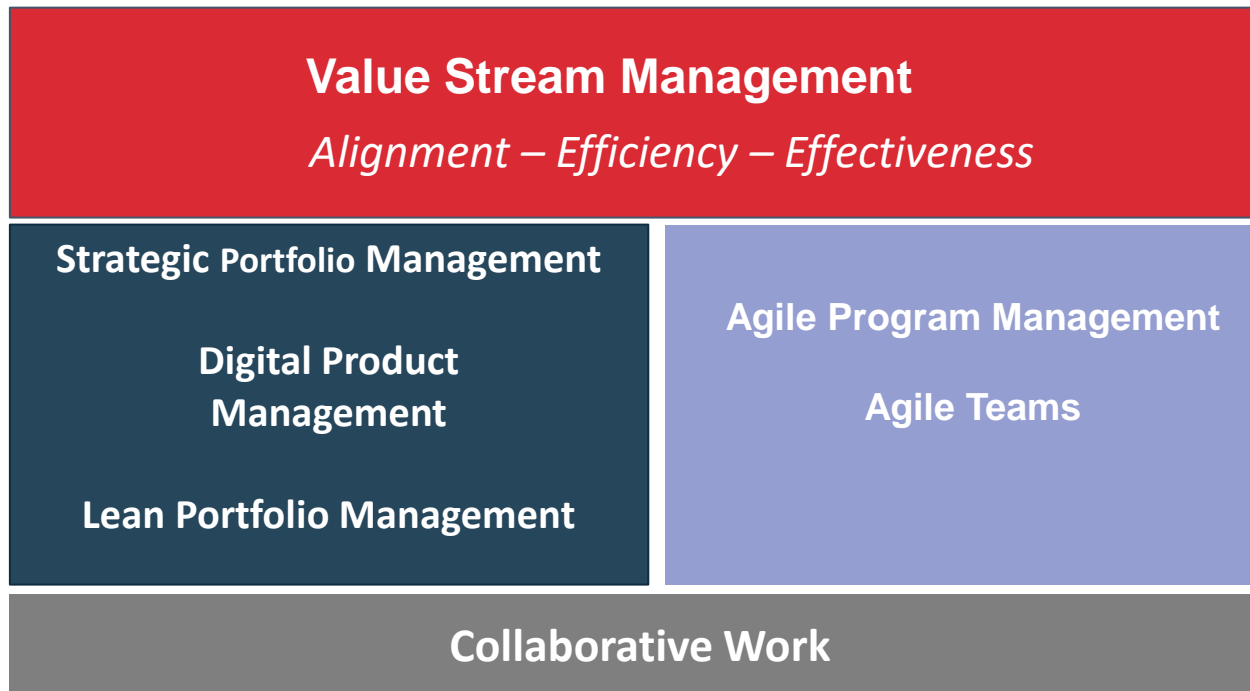 Value Stream Management
Alignment – Efficiency – Effectiveness
Strategic Portfolio Management
Digital Product
Management
Lean Portfolio Management
Agile Program Management
Agile Teams
Collaborative Work